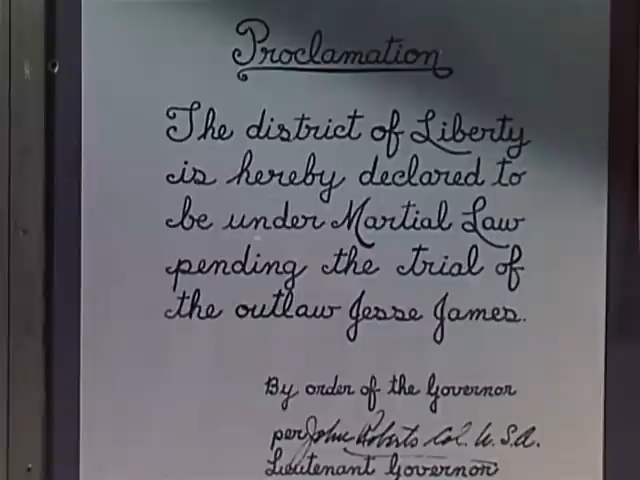 Proclamation
The district of Liberty
is hereby declared to
be under Martial Law
pending the trial of
the outlaw Jesse James.
By order of the Governor
per John Roberts Col. U.S.A.
Lieutenant Governor